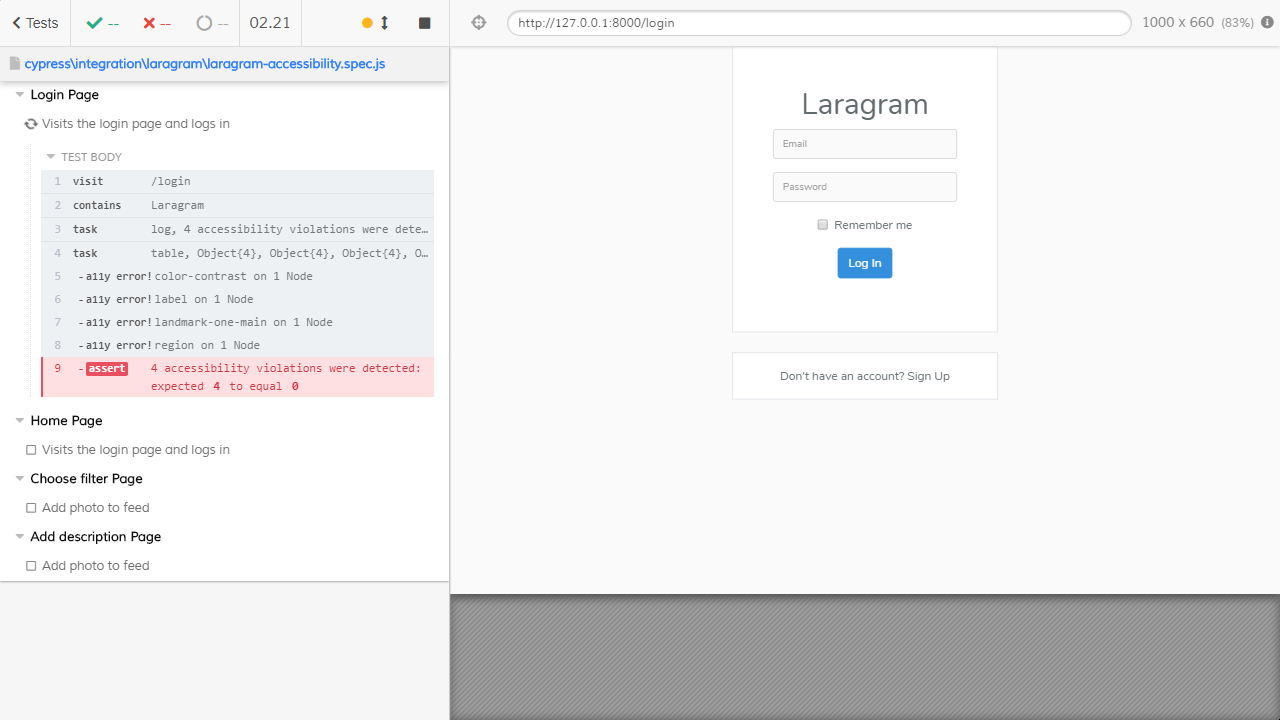 Tests
--
--
--
02.21
cypress\integration\laragram\laragram-accessibility.spec.js
Login Page
Visits the login page and logs in
TEST BODY
1 visit /login
2 contains Laragram
3 task log, 4 accessibility violations were dete…
4 task table, Object{4}, Object{4}, Object{4}, O…
5 -a11y error! color-contrast on 1 Node
6 -a11y error! label on 1 Node
7 -a11y error! landmark-one-main on 1 Node
8 -a11y error! region on 1 Node
9 -assert 4 accessibility violations were detected:
expected 4 to equal 0
Home Page
Visits the login page and logs in
Choose filter Page
Add photo to feed
Add description Page
Add photo to feed
http://127.0.0.1:8000/login
1000 x 660 (83%)
Laragram
Email
Password
Remember me
Log In
Don't have an account? Sign Up